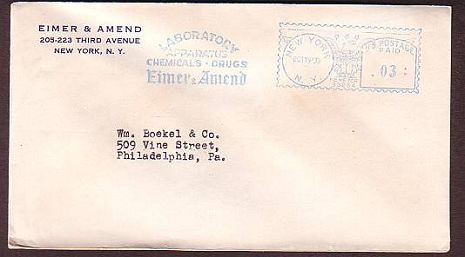 EIMER & AMEND
205-223 THIRD AVENUE
NEW YORK, N. Y.
LABORATORY
APPARATUS
CHEMICALS · DRUGS
Eimer & Amend
NEW YORK
N. Y.
U.S. POSTAGE
PAID
.03
Wm. Boekel & Co.
509 Vine Street,
Philadelphia, Pa.